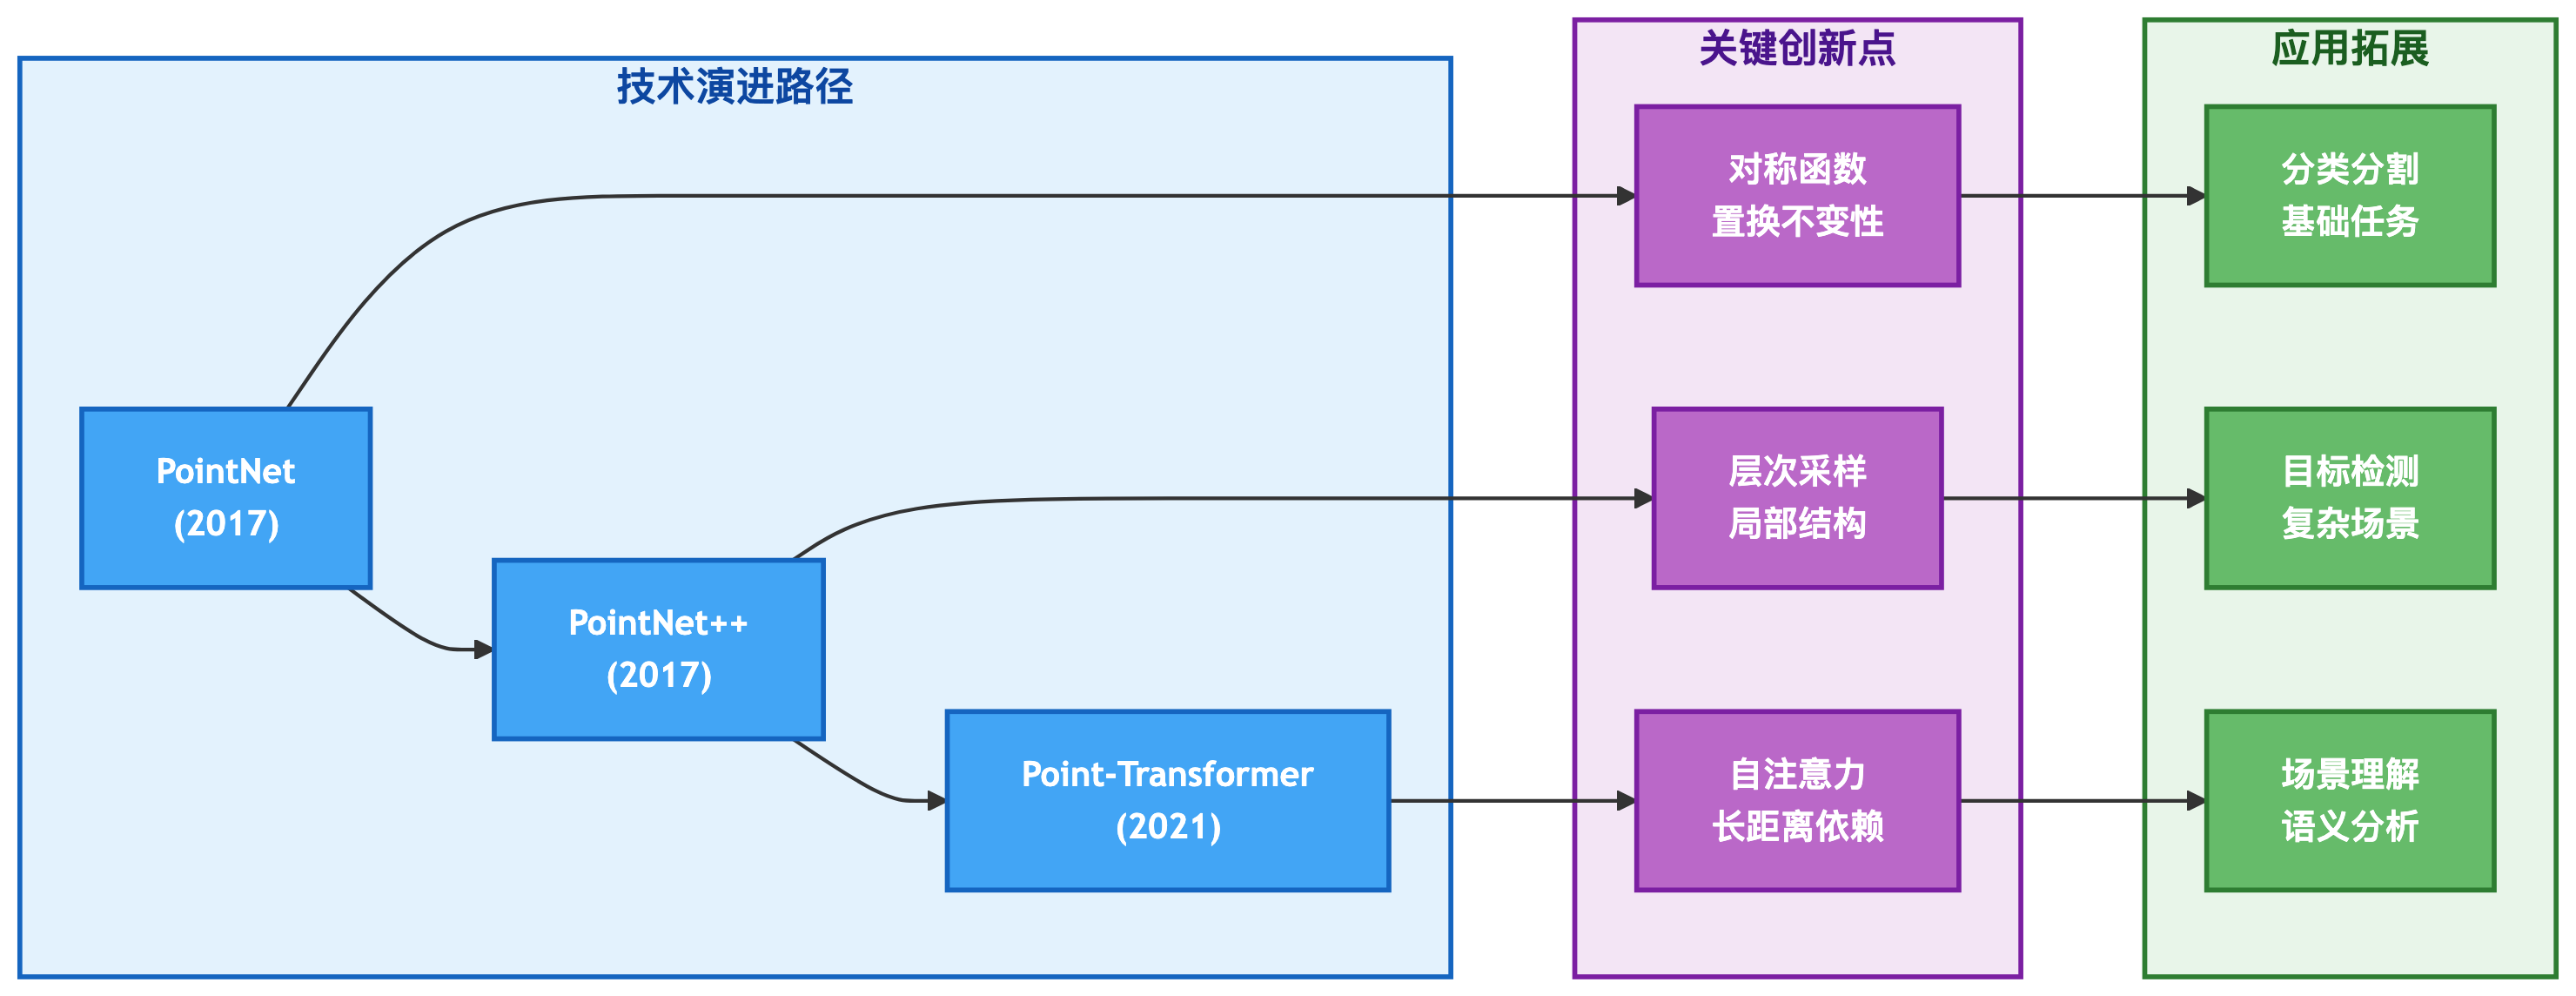 技术演进路径
PointNet
(2017)
PointNet++
(2017)
Point-Transformer
(2021)
关键创新点
对称函数
置换不变性
层次采样
局部结构
自注意力
长距离依赖
应用拓展
分类分割
基础任务
目标检测
复杂场景
场景理解
语义分析